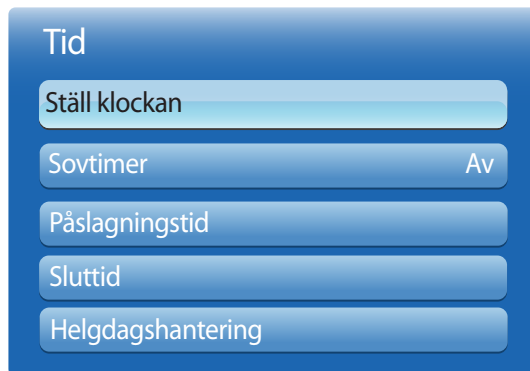 Tid
Ställ klockan
Sovtimer Av
Påslagningstid
Sluttid
Helgdagshantering